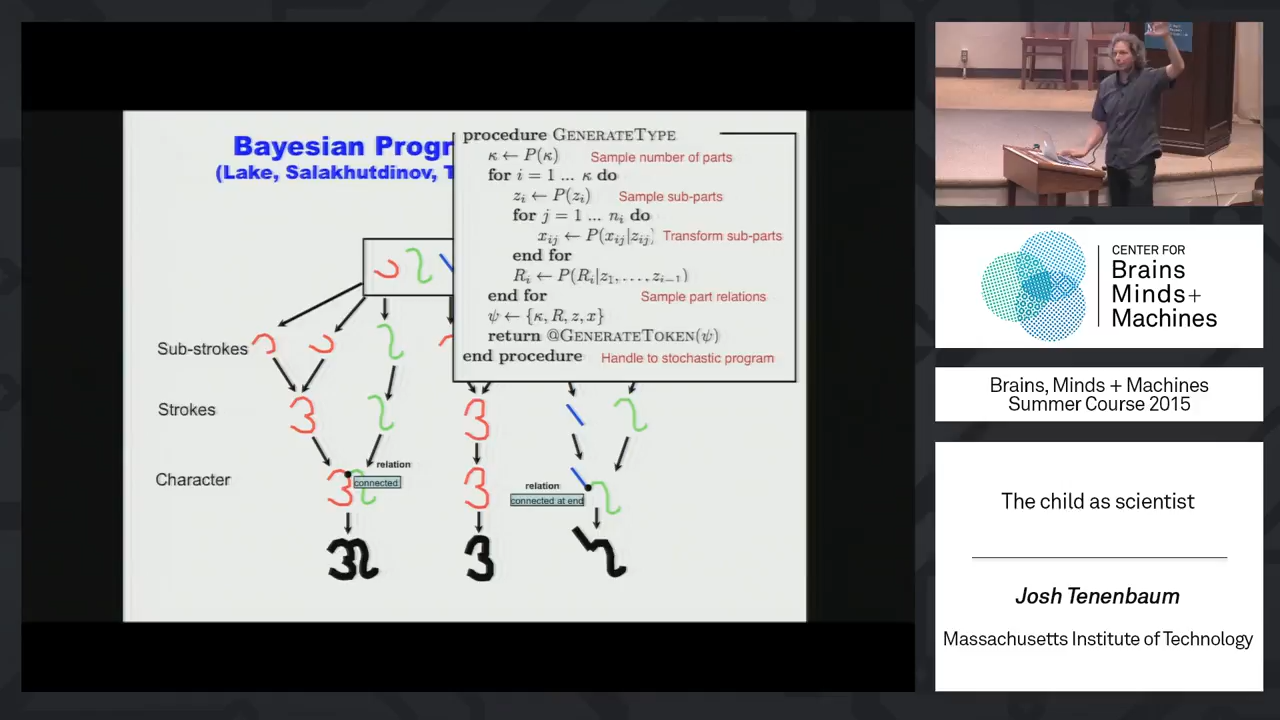 Bayesian Progr
(Lake, Salakhutdinov, T
procedure GENERATETYPE
κ ← P(κ) Sample number of parts
for i = 1 ... κ do
z_i ← P(z_i) Sample sub-parts
for j = 1 ... n_i do
x_ij ← P(x_ij|z_ij) Transform sub-parts
end for
R_i ← P(R_i|z_1, . . . , z_i−1)
end for Sample part relations
ψ ← {κ, R, z, x}
return @GENERATETOKEN(ψ)
end procedure Handle to stochastic program
Sub-strokes
Strokes
Character
relation
connected
relation
connected at end
CENTER FOR
Brains
Minds+
Machines
Brains, Minds + Machines
Summer Course 2015
The child as scientist
Josh Tenenbaum
Massachusetts Institute of Technology